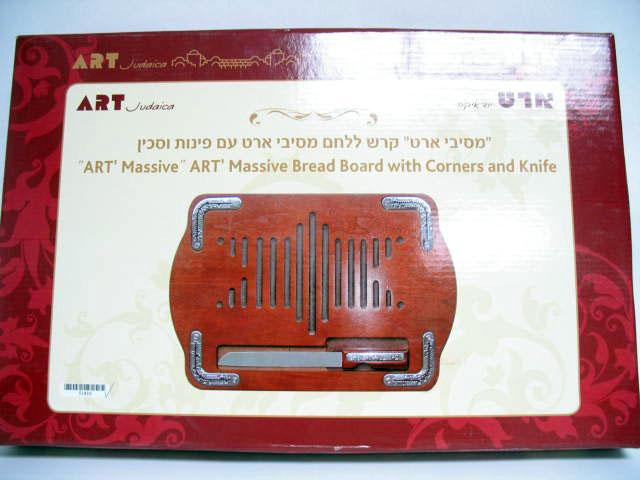 ART Judaica
ART Judaica
ארט יודאיקה
"מסיבי ארט" קרש ללחם מסיבי ארט עם פינות וסכין
"ART' Massive" ART' Massive Bread Board with Corners and Knife